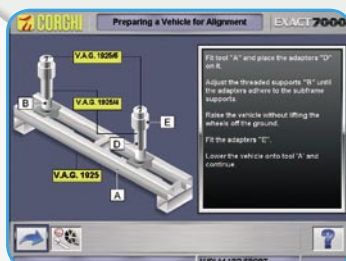 CORGHI
Preparing a Vehicle for Alignment
EXACT7000
V.A.G. 1925/6
B
V.A.G. 1925/4
E
D
V.A.G. 1925
A
Fit tool "A" and place the adapters "D"
on it.
Adjust the threaded supports "B" until
the adapters adhere to the subframe
supports.
Raise the vehicle without lifting the
wheels off the ground.
Fit the adapters "E".
Lower the vehicle onto tool 'A' and
continue.
?